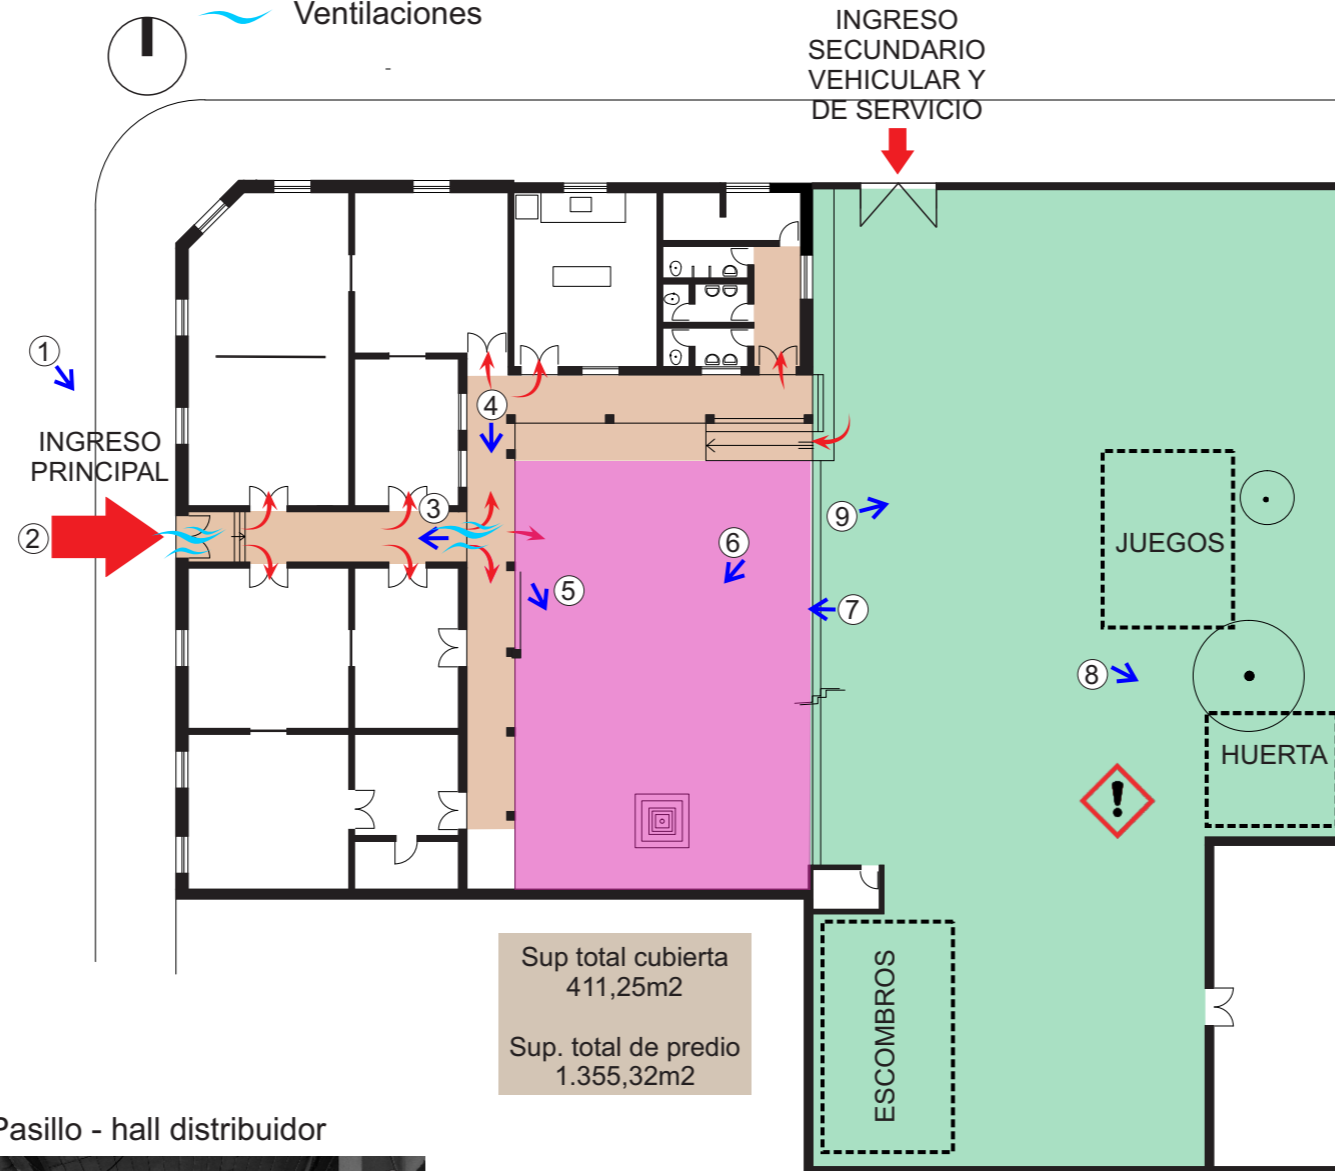 Ventilaciones
INGRESO
SECUNDARIO
VEHICULAR Y
DE SERVICIO
1
INGRESO
PRINCIPAL
2
3
4
5
6
7
8
9
JUEGOS
HUERTA
!
ESCOMBROS
Sup total cubierta
411,25m2
Sup. total de predio
1.355,32m2
Pasillo - hall distribuidor